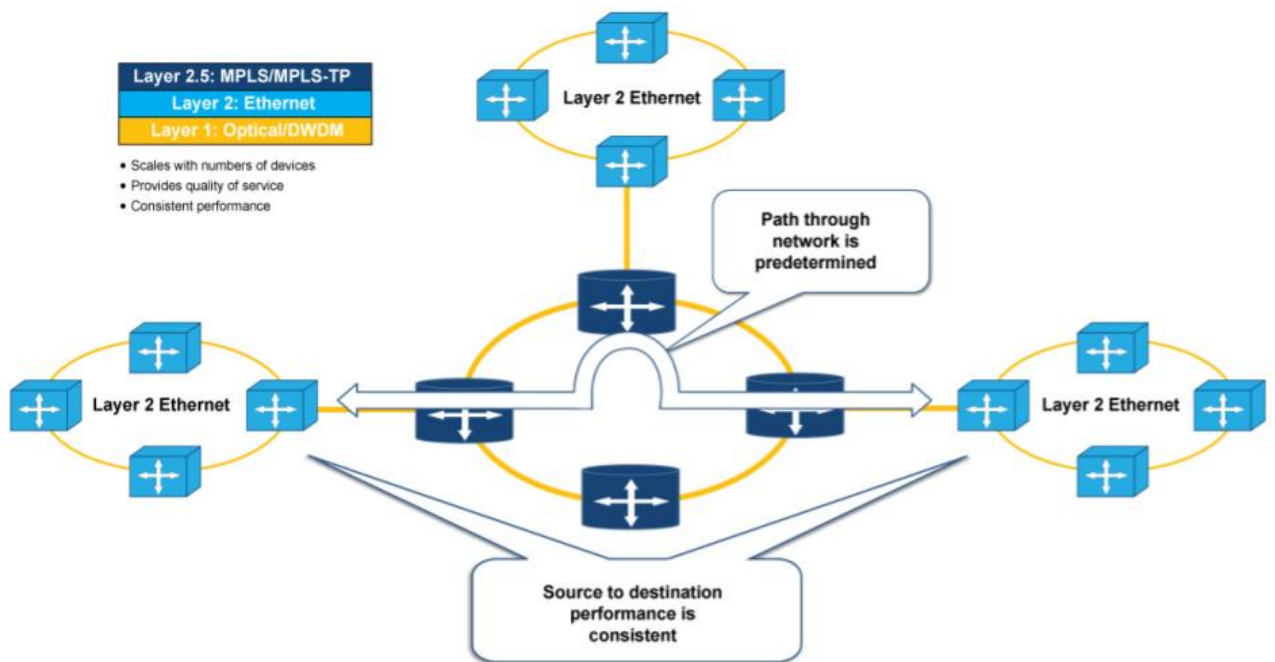 Layer 2.5: MPLS/MPLS-TP
Layer 2: Ethernet
Layer 1: Optical/DWDM
• Scales with numbers of devices
• Provides quality of service
• Consistent performance
Layer 2 Ethernet
Path through
network is
predetermined
Layer 2 Ethernet
Layer 2 Ethernet
Source to destination
performance is
consistent